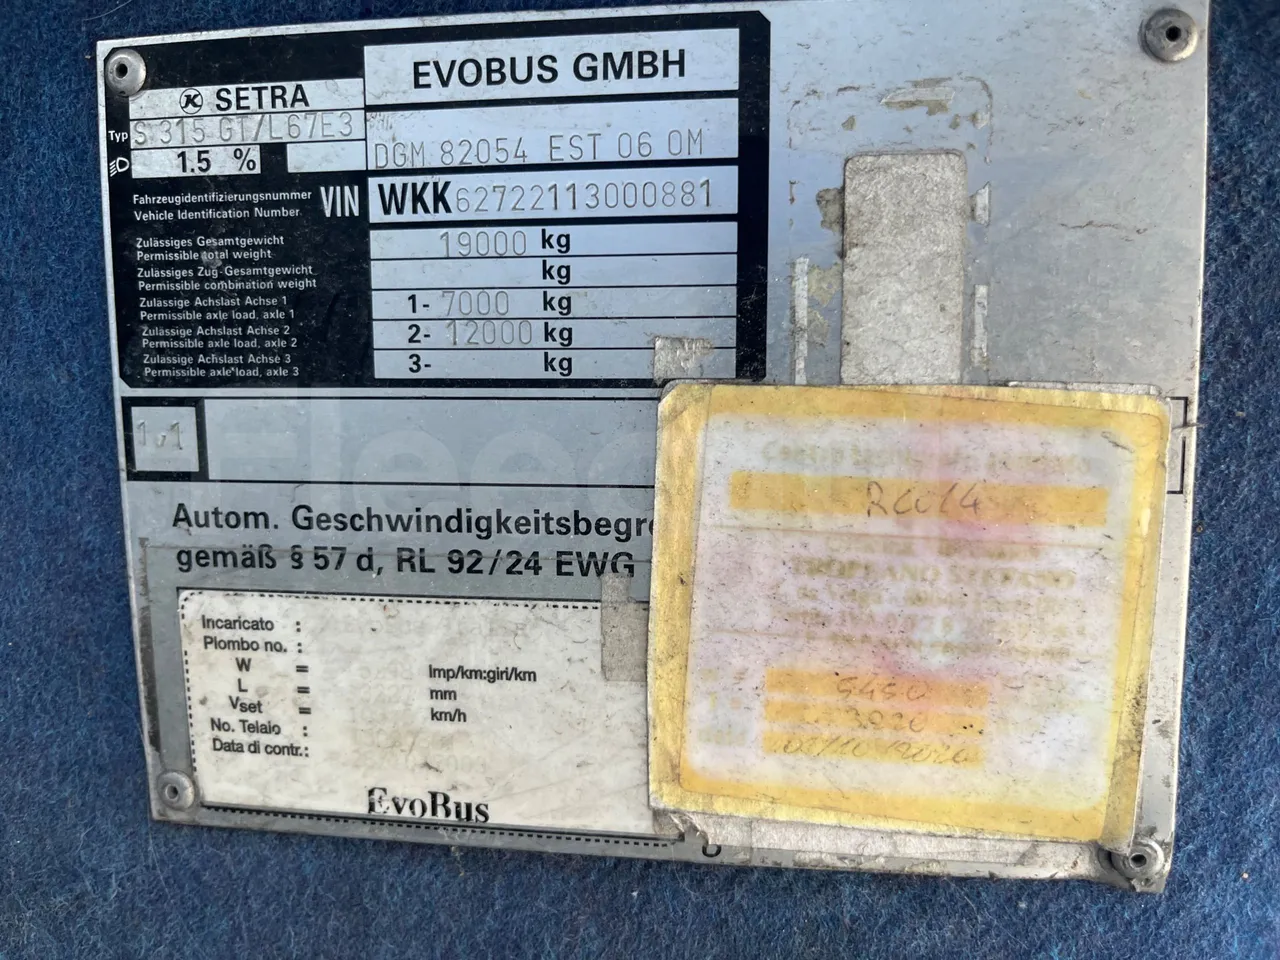 EVOBUS GMBH
K SETRA
Typ S 315 GT/L67E3
1.5 %
DGM 82054 EST 06 OM
Fahrzeugidentifizierungsnummer
Vehicle Identification Number
VIN WKK62722113000881
Zulässiges Gesamtgewicht
Permissible total weight
19000 kg
Zulässiges Zug-Gesamtgewicht
Permissible combination weight
kg
Zulässige Achslast Achse 1
Permissible axle load, axle 1
1- 7000 kg
Zulässige Achslast Achse 2
Permissible axle load, axle 2
2- 12000 kg
Zulässige Achslast Achse 3
Permissible axle load, axle 3
3- kg
1,1
Autom. Geschwindigkeitsbegr
gemäß § 57 d, RL 92/24 EWG
Incaricato :
Piombo no. :
W = Imp/km:giri/km
L = mm
Vset = km/h
No. Telaio :
Data di contr.:
EvoBus
5450
3020